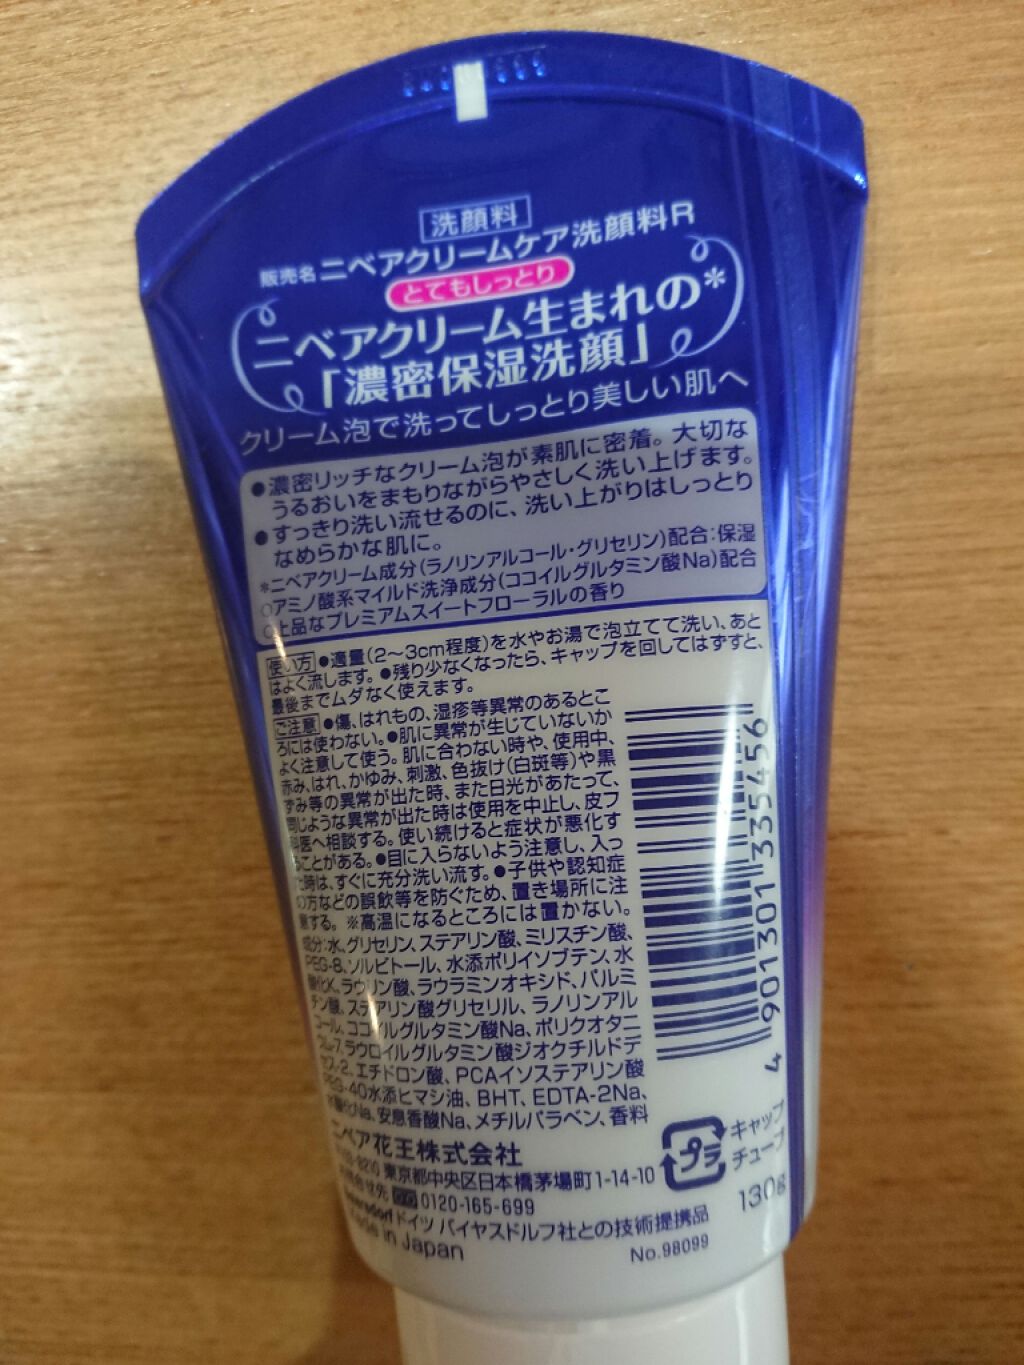 洗顔料
販売名 ニベアクリームケア洗顔料R
とてもしっとり
ニベアクリーム生まれの*
「濃密保湿洗顔」
クリーム泡で洗ってしっとり美しい肌へ
●濃密リッチなクリーム泡が素肌に密着。大切な
うるおいをまもりながらやさしく洗い上げます。
●すっきり洗い流せるのに、洗い上がりはしっとり
なめらかな肌に。
*ニベアクリーム成分(ラノリンアルコール・グリセリン)配合:保湿
○アミノ酸系マイルド洗浄成分(ココイルグルタミン酸Na)配合
○上品なプレミアムスイートフローラルの香り
使い方 ●適量(2〜3cm程度)を水やお湯で泡立てて洗い、あと
はよく流します。●残り少なくなったら、キャップを回してはずすと、
最後までムダなく使えます。
ご注意 ●傷、はれもの、湿疹等異常のあるとこ
ろには使わない。●肌に異常が生じていないか
よく注意して使う。肌に合わない時や、使用中、
赤み、はれ、かゆみ、刺激、色抜け(白斑等)や黒
ずみ等の異常が出た時、また日光があたって、
同じような異常が出た時は使用を中止し、皮フ
科医へ相談する。使い続けると症状が悪化す
ることがある。●目に入らないよう注意し、入っ
た時は、すぐに充分洗い流す。●子供や認知症
の方などの誤飲等を防ぐため、置き場所に注
意する。※高温になるところには置かない。
成分:水、グリセリン、ステアリン酸、ミリスチン酸、
PEG-8、ソルビトール、水添ポリイソブテン、水
酸化K、ラウリン酸、ラウラミンオキシド、パルミ
チン酸、ステアリン酸グリセリル、ラノリンアル
コール、ココイルグルタミン酸Na、ポリクオタニ
ウム-7、ラウロイルグルタミン酸ジオクチルドデ
セス-2、エチドロン酸、PCAイソステアリン酸
PEG-40水添ヒマシ油、BHT、EDTA-2Na、
水酸化Na、安息香酸Na、メチルパラベン、香料
4 901301 335456
ニベア花王株式会社
東京都中央区日本橋茅場町1-14-10
0120-165-699
ドイツ バイヤスドルフ社との技術提携品
Made in Japan
No.98099
プラ
キャップ
チューブ
130g